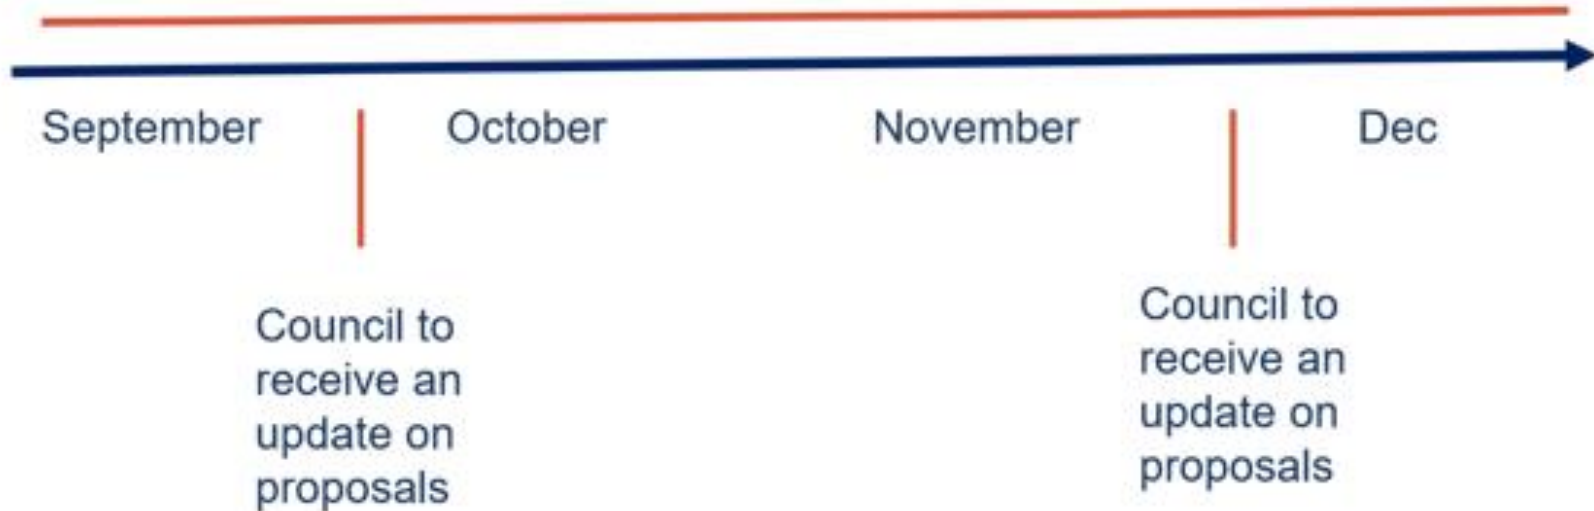 September October November Dec
Council to
receive an
update on
proposals
Council to
receive an
update on
proposals